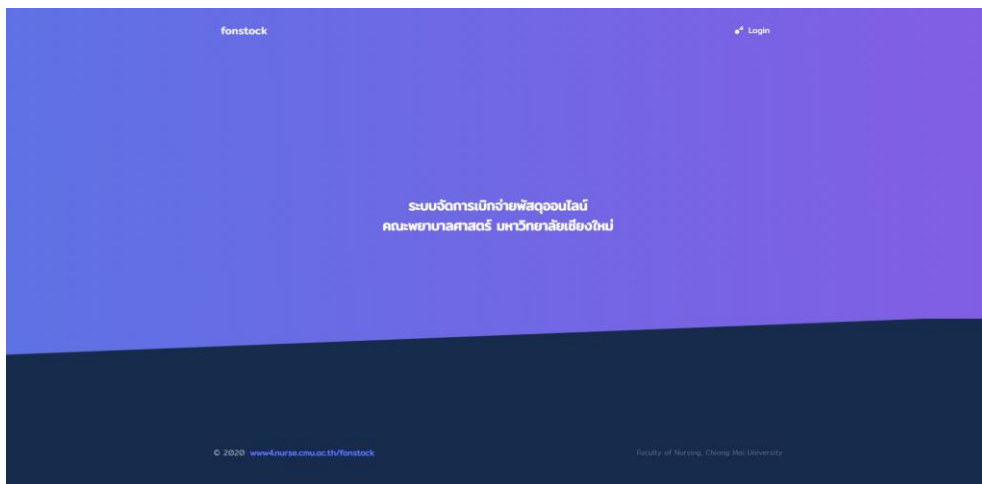 fonstock
Login
ระบบจัดการเบิกจ่ายพัสดุออนไลน์
คณะพยาบาลศาสตร์ มหาวิทยาลัยเชียงใหม่
© 2020 www4.nurse.cmu.ac.th/fonstock
Faculty of Nursing, Chiang Mai University